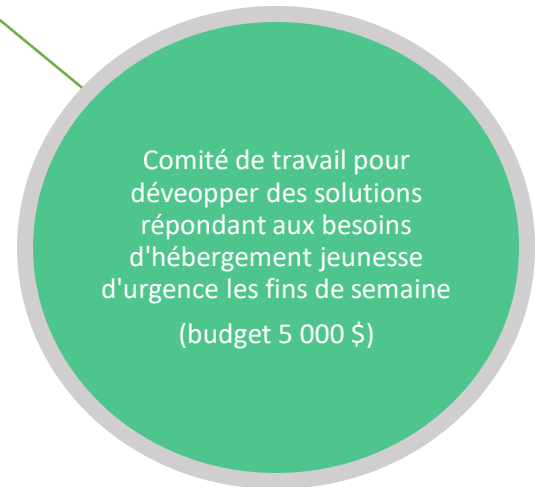 Comité de travail pour
déveopper des solutions
répondant aux besoins
d'hébergement jeunesse
d'urgence les fins de semaine
(budget 5 000 $)